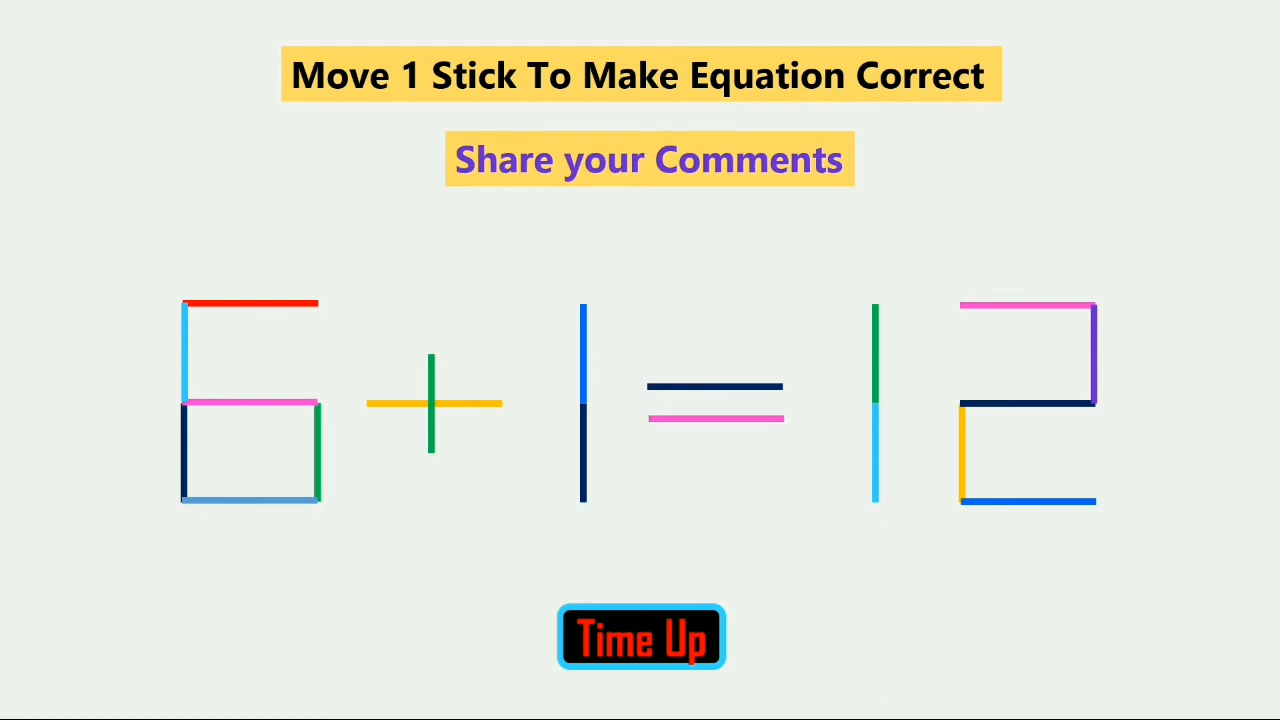 Move 1 Stick To Make Equation Correct
Share your Comments
6 + 1 = 12
Time Up